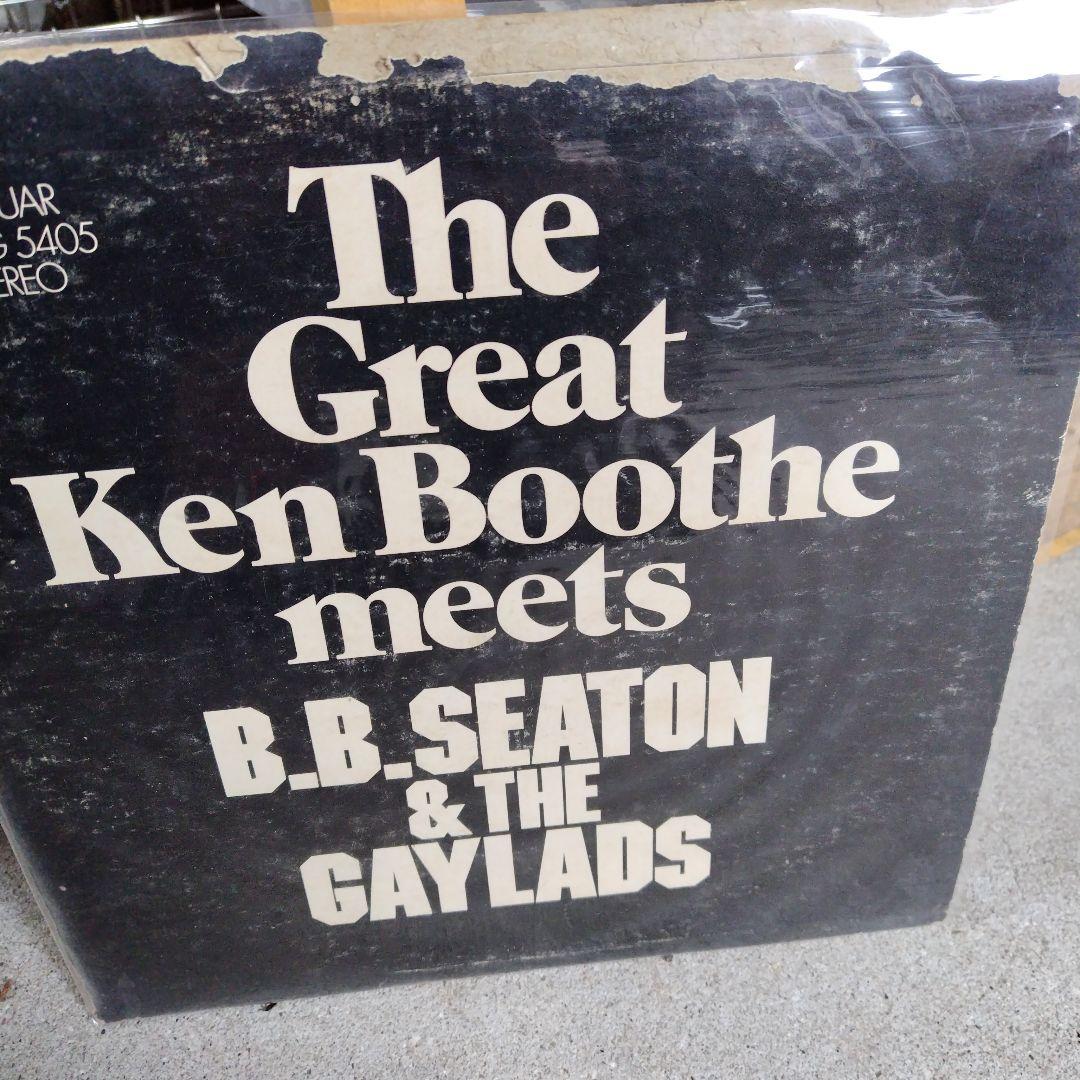 UAR
G 5405
EREO
The
Great
Ken Boothe
meets
B.B.SEATON
& THE
GAYLADS